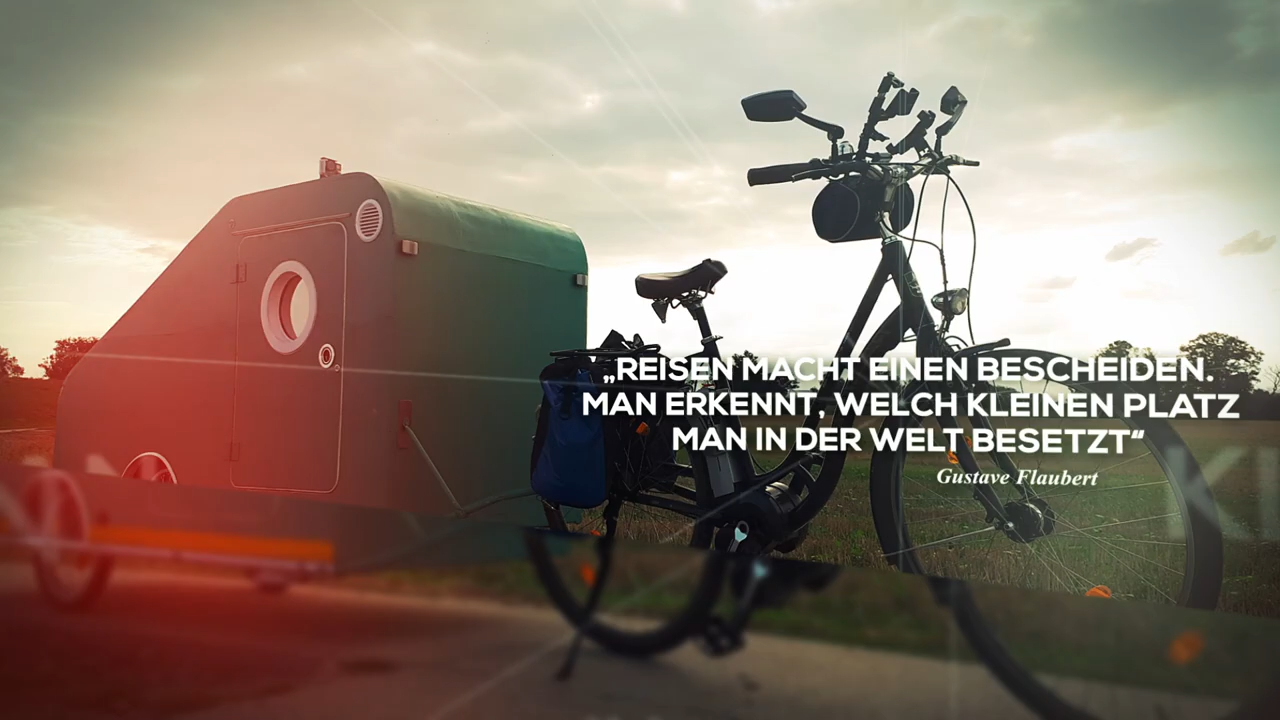 „REISEN MACHT EINEN BESCHEIDEN.
MAN ERKENNT, WELCH KLEINEN PLATZ
MAN IN DER WELT BESETZT“
Gustave Flaubert